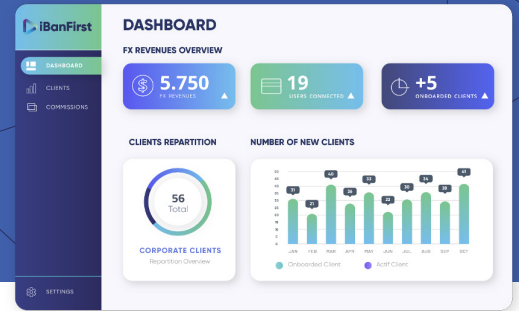 iBanFirst
DASHBOARD
CLIENTS
COMMISSIONS
SETTINGS
DASHBOARD
FX REVENUES OVERVIEW
5.750
FX REVENUES
19
USERS CONNECTED
+5
ONBOARDED CLIENTS
CLIENTS REPARTITION
56
Total
CORPORATE CLIENTS
Repartition Overview
NUMBER OF NEW CLIENTS
31 21 40 33 22 30 34 28 41
JAN FEB MAR APR MAY JUN JUL AUG SEP OCT
Onboarded Client Actif Client